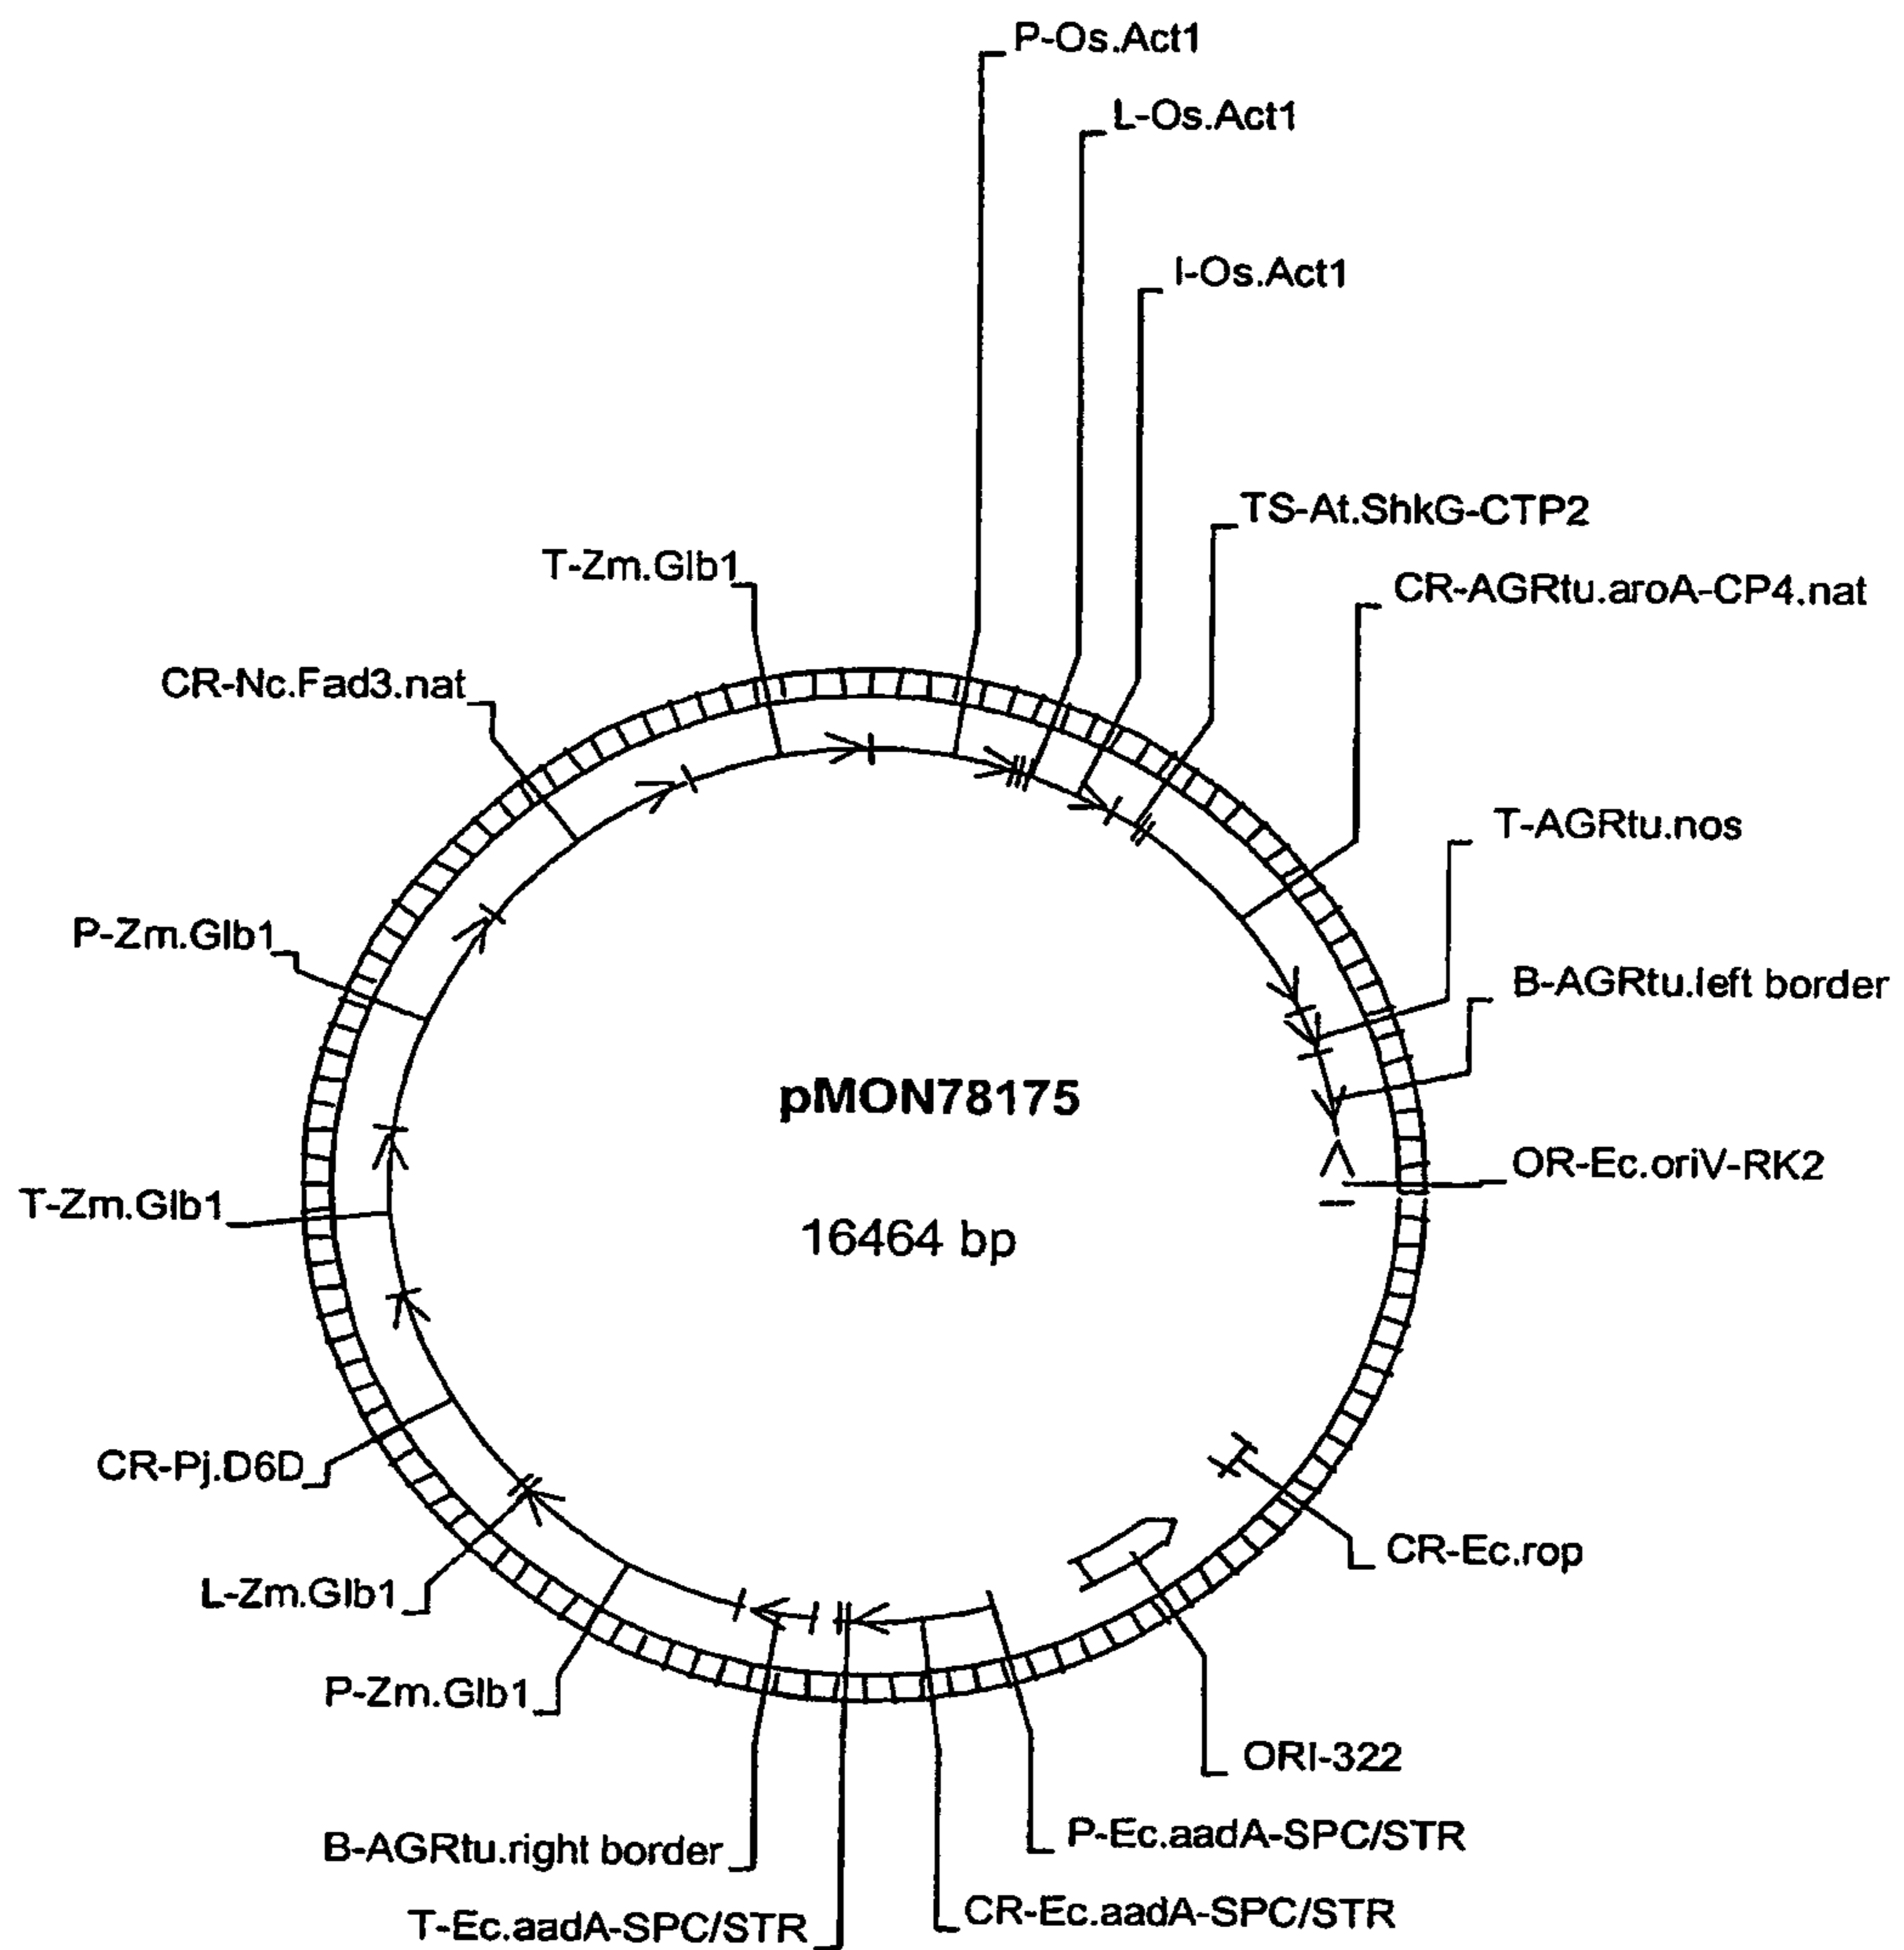 P-Os.Act1
L-Os.Act1
I-Os.Act1
TS-At.ShkG-CTP2
T-Zm.Glb1
CR-AGRtu.aroA-CP4.nat
CR-Nc.Fad3.nat
T-AGRtu.nos
P-Zm.Glb1
B-AGRtu.left border
pMON78175
OR-Ec.oriV-RK2
T-Zm.Glb1
16464 bp
CR-Pj.D6D
CR-Ec.rop
L-Zm.Glb1
P-Zm.Glb1
ORI-322
P-Ec.aadA-SPC/STR
B-AGRtu.right border
CR-Ec.aadA-SPC/STR
T-Ec.aadA-SPC/STR